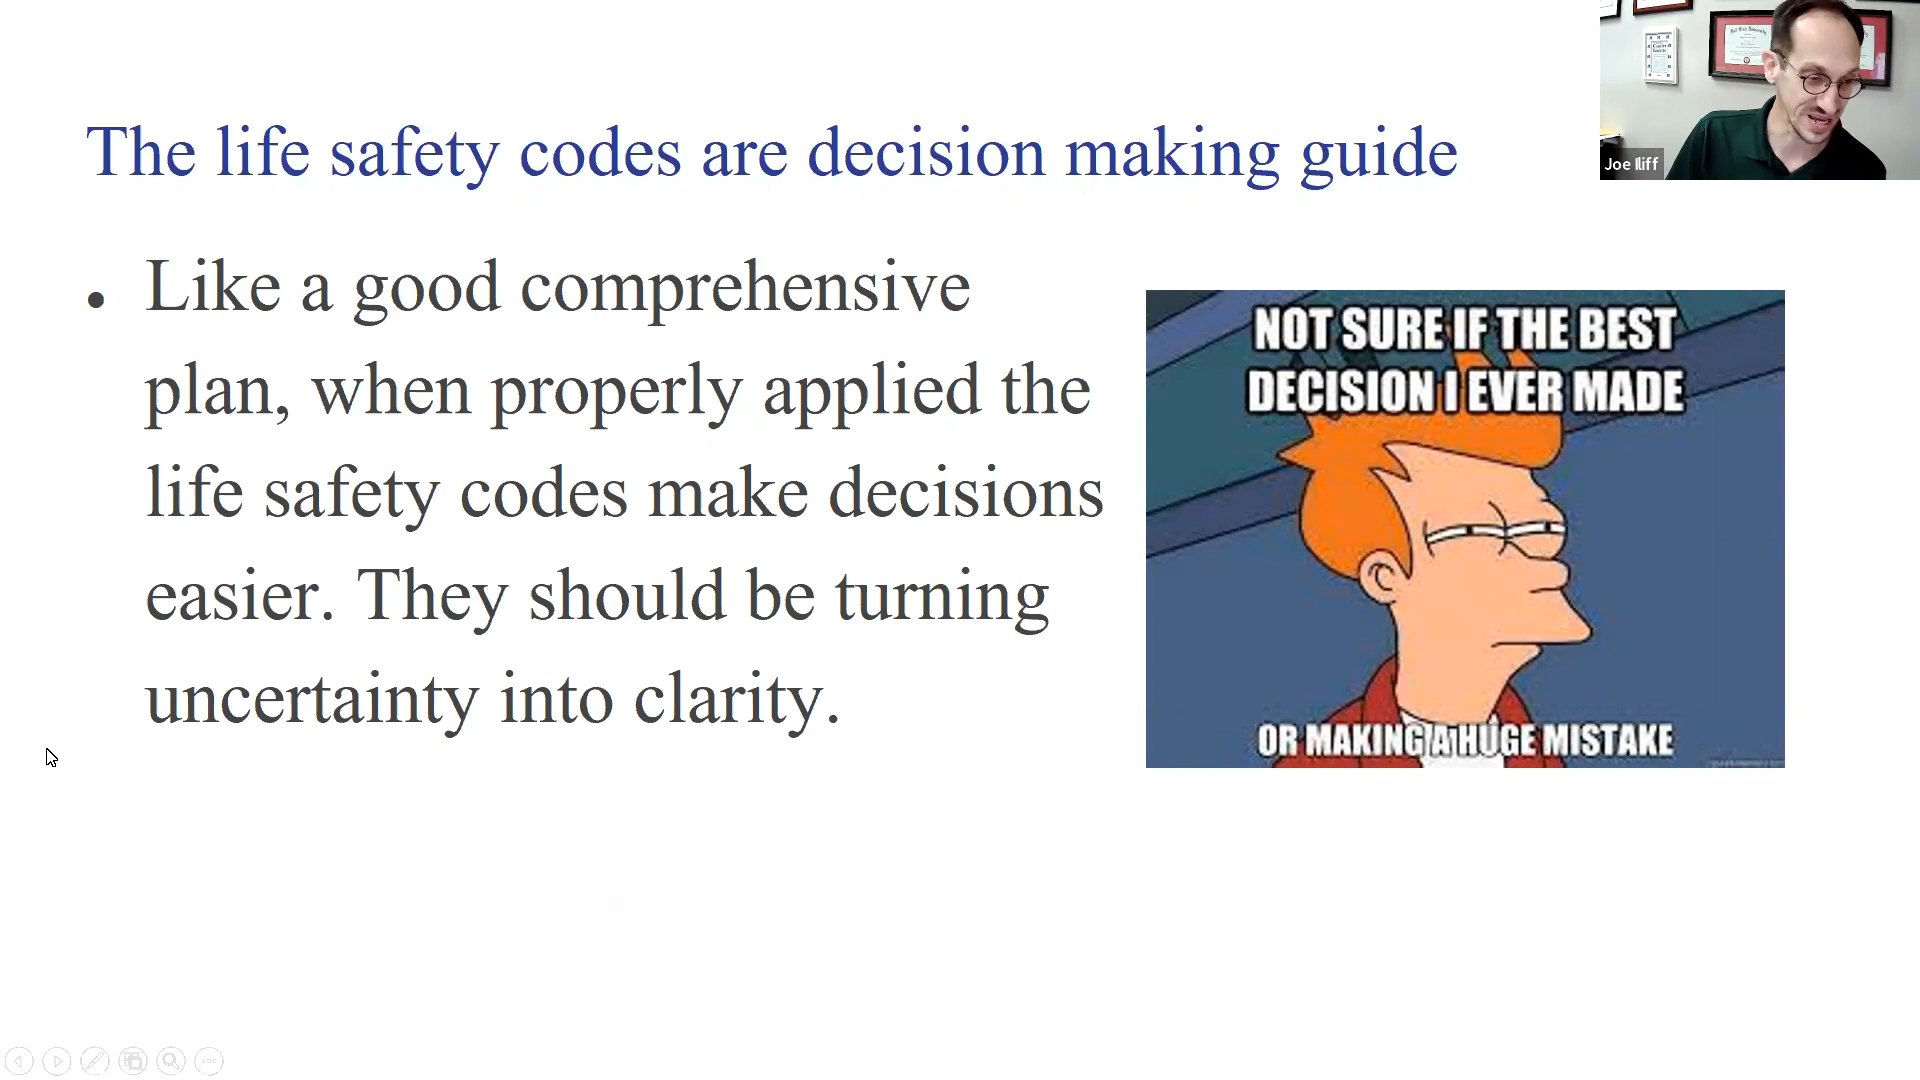 The life safety codes are decision making guide
Joe Iliff
• Like a good comprehensive
plan, when properly applied the
life safety codes make decisions
easier. They should be turning
uncertainty into clarity.
NOT SURE IF THE BEST
DECISION I EVER MADE
OR MAKING A HUGE MISTAKE